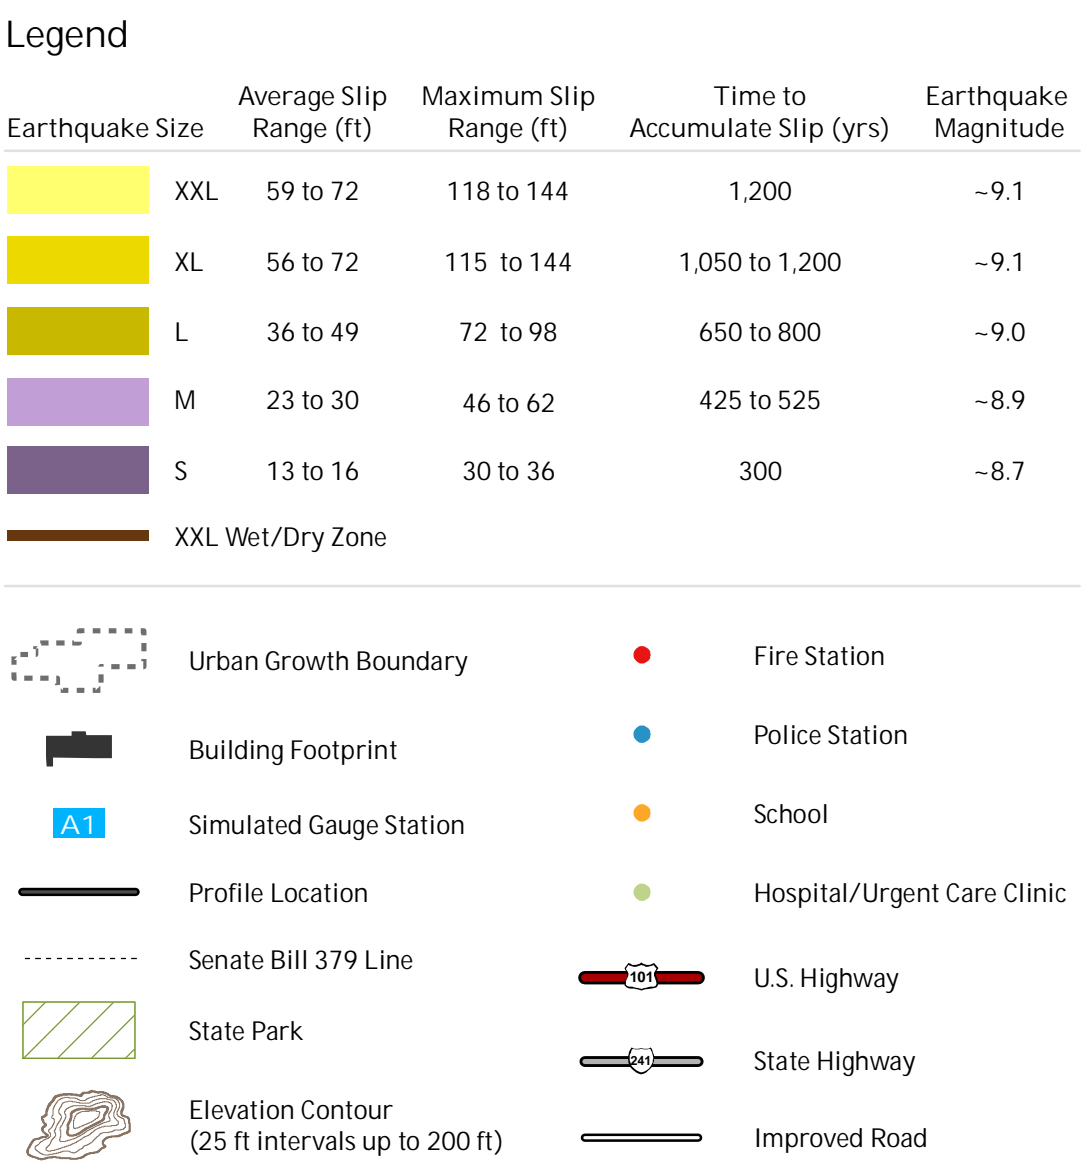 Legend
Earthquake Size Average Slip Range (ft) Maximum Slip Range (ft) Time to Accumulate Slip (yrs) Earthquake Magnitude
XXL 59 to 72 118 to 144 1,200 ~9.1
XL 56 to 72 115 to 144 1,050 to 1,200 ~9.1
L 36 to 49 72 to 98 650 to 800 ~9.0
M 23 to 30 46 to 62 425 to 525 ~8.9
S 13 to 16 30 to 36 300 ~8.7
XXL Wet/Dry Zone
Urban Growth Boundary
Building Footprint
A1 Simulated Gauge Station
Profile Location
Senate Bill 379 Line
State Park
Elevation Contour
(25 ft intervals up to 200 ft)
Fire Station
Police Station
School
Hospital/Urgent Care Clinic
101 U.S. Highway
241 State Highway
Improved Road